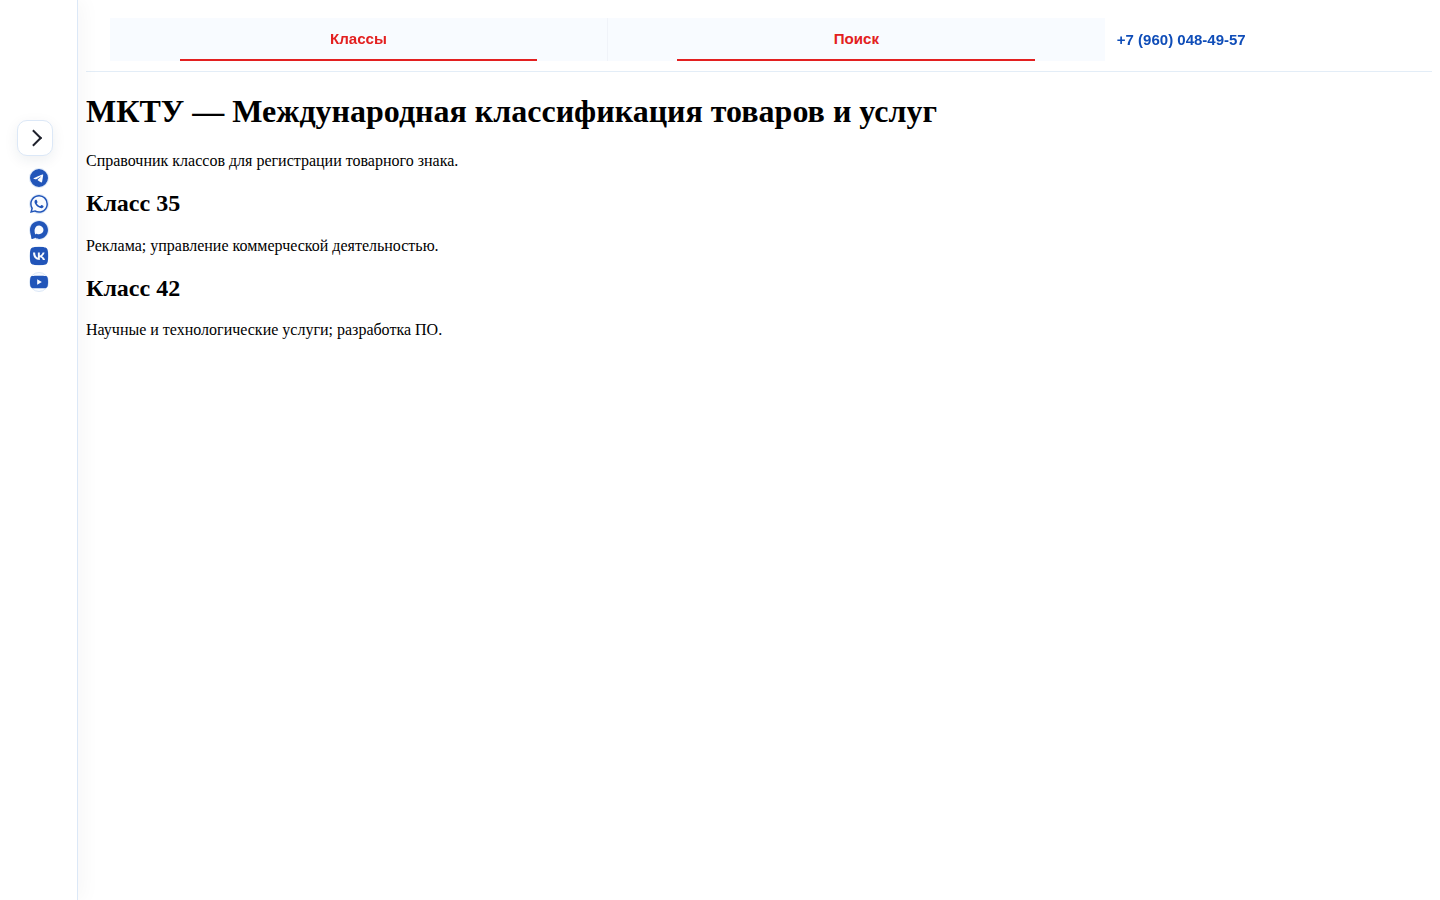 Классы
Поиск
+7 (960) 048-49-57
МКТУ — Международная классификация товаров и услуг
Справочник классов для регистрации товарного знака.
Класс 35
Реклама; управление коммерческой деятельностью.
Класс 42
Научные и технологические услуги; разработка ПО.